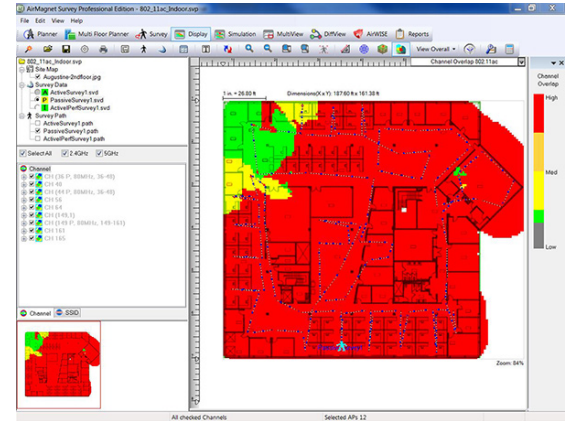 AirMagnet Survey Professional Edition - 802_11ac_Indoor.svp
File Edit View Help
Planner Multi Floor Planner Survey Display Simulation MultiView DiffView AirWISE Reports
View Overall
802_11ac_Indoor.svp
Site Map
Augustine-2ndfloor.jpg
Survey Data
ActiveSurvey1.svd
PassiveSurvey1.svd
ActiveIPerfSurvey1.svd
Survey Path
ActiveSurvey1.path
PassiveSurvey1.path
ActiveIPerfSurvey1.path
Select All 2.4GHz 5GHz
Channel
CH (36 P, 80MHz, 36-48)
CH 40
CH (44 P, 80MHz, 36-48)
CH 56
CH 64
CH (149,1)
CH (149 P, 80MHz, 149-161)
CH 161
CH 165
Channel SSID
Channel Overlap 802.11ac
1 in. = 26.80 ft Dimensions(X x Y): 187.60 ft x 161.38 ft
Channel
Overlap
High
Med
Low
Zoom: 84%
All checked Channels Selected APs 12